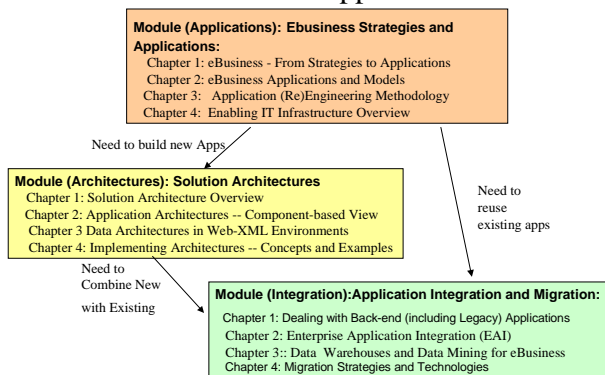 Module (Applications): Ebusiness Strategies and
Applications:
Chapter 1: eBusiness - From Strategies to Applications
Chapter 2: eBusiness Applications and Models
Chapter 3: Application (Re)Engineering Methodology
Chapter 4: Enabling IT Infrastructure Overview
Need to build new Apps
Module (Architectures): Solution Architectures
Chapter 1: Solution Architecture Overview
Chapter 2: Application Architectures -- Component-based View
Chapter 3 Data Architectures in Web-XML Environments
Chapter 4: Implementing Architectures -- Concepts and Examples
Need to
reuse
existing apps
Need to
Combine New
with Existing
Module (Integration):Application Integration and Migration:
Chapter 1: Dealing with Back-end (including Legacy) Applications
Chapter 2: Enterprise Application Integration (EAI)
Chapter 3:: Data Warehouses and Data Mining for eBusiness
Chapter 4: Migration Strategies and Technologies